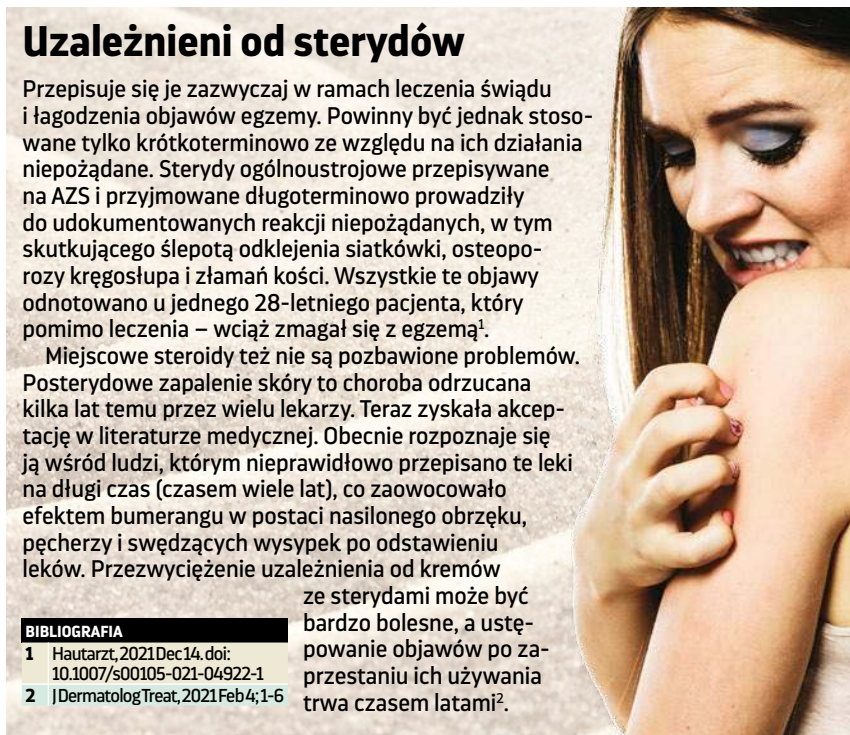 Uzależnieni od sterydów
Przepisuje się je zazwyczaj w ramach leczenia świądu
i łagodzenia objawów egzemy. Powinny być jednak stoso-
wane tylko krótkoterminowo ze względu na ich działania
niepożądane. Sterydy ogólnoustrojowe przepisywane
na AZS i przyjmowane długoterminowo prowadziły
do udokumentowanych reakcji niepożądanych, w tym
skutkującego ślepotą odklejenia siatkówki, osteopo-
rozy kręgosłupa i złamań kości. Wszystkie te objawy
odnotowano u jednego 28-letniego pacjenta, który
pomimo leczenia – wciąż zmagał się z egzemą¹.
Miejscowe steroidy też nie są pozbawione problemów.
Posterydowe zapalenie skóry to choroba odrzucana
kilka lat temu przez wielu lekarzy. Teraz zyskała akcep-
tację w literaturze medycznej. Obecnie rozpoznaje się
ją wśród ludzi, którym nieprawidłowo przepisano te leki
na długi czas (czasem wiele lat), co zaowocowało
efektem bumerangu w postaci nasilonego obrzęku,
pęcherzy i swędzących wysypek po odstawieniu
leków. Przezwyciężenie uzależnienia od kremów
ze sterydami może być
bardzo bolesne, a ustę-
powanie objawów po za-
przestaniu ich używania
trwa czasem latami².
BIBLIOGRAFIA
1 Hautarzt, 2021 Dec 14. doi:
10.1007/s00105-021-04922-1
2 J Dermatolog Treat, 2021 Feb 4; 1-6